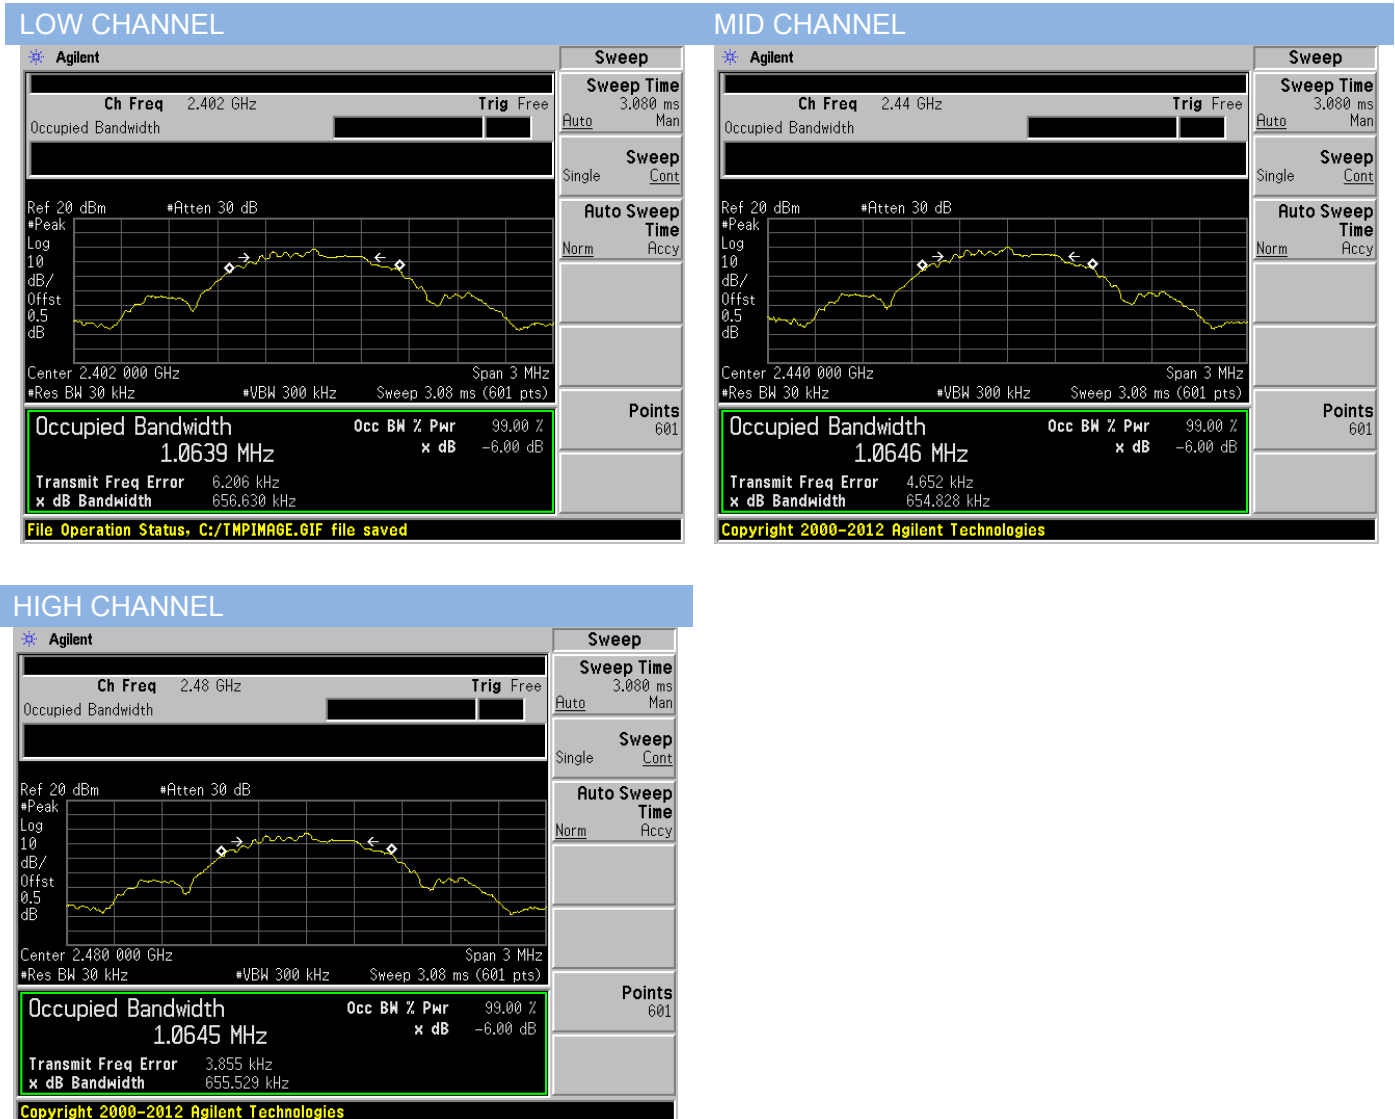 LOW CHANNEL
Agilent
Sweep
Ch Freq 2.402 GHz Trig Free
Occupied Bandwidth
Sweep Time
3.080 ms
Auto Man
Sweep
Single Cont
Auto Sweep
Time
Norm Accy
Ref 20 dBm #Atten 30 dB
#Peak
Log
10
dB/
Offst
0.5
dB
Center 2.402 000 GHz Span 3 MHz
#Res BW 30 kHz #VBW 300 kHz Sweep 3.08 ms (601 pts)
Points
601
Occupied Bandwidth Occ BW % Pwr 99.00 %
1.0639 MHz x dB -6.00 dB
Transmit Freq Error 6.206 kHz
x dB Bandwidth 656.630 kHz
File Operation Status, C:/TMPIMAGE.GIF file saved
MID CHANNEL
Agilent
Sweep
Ch Freq 2.44 GHz Trig Free
Occupied Bandwidth
Sweep Time
3.080 ms
Auto Man
Sweep
Single Cont
Auto Sweep
Time
Norm Accy
Ref 20 dBm #Atten 30 dB
#Peak
Log
10
dB/
Offst
0.5
dB
Center 2.440 000 GHz Span 3 MHz
#Res BW 30 kHz #VBW 300 kHz Sweep 3.08 ms (601 pts)
Points
601
Occupied Bandwidth Occ BW % Pwr 99.00 %
1.0646 MHz x dB -6.00 dB
Transmit Freq Error 4.652 kHz
x dB Bandwidth 654.828 kHz
Copyright 2000-2012 Agilent Technologies
HIGH CHANNEL
Agilent
Sweep
Ch Freq 2.48 GHz Trig Free
Occupied Bandwidth
Sweep Time
3.080 ms
Auto Man
Sweep
Single Cont
Auto Sweep
Time
Norm Accy
Ref 20 dBm #Atten 30 dB
#Peak
Log
10
dB/
Offst
0.5
dB
Center 2.480 000 GHz Span 3 MHz
#Res BW 30 kHz #VBW 300 kHz Sweep 3.08 ms (601 pts)
Points
601
Occupied Bandwidth Occ BW % Pwr 99.00 %
1.0645 MHz x dB -6.00 dB
Transmit Freq Error 3.855 kHz
x dB Bandwidth 655.529 kHz
Copyright 2000-2012 Agilent Technologies